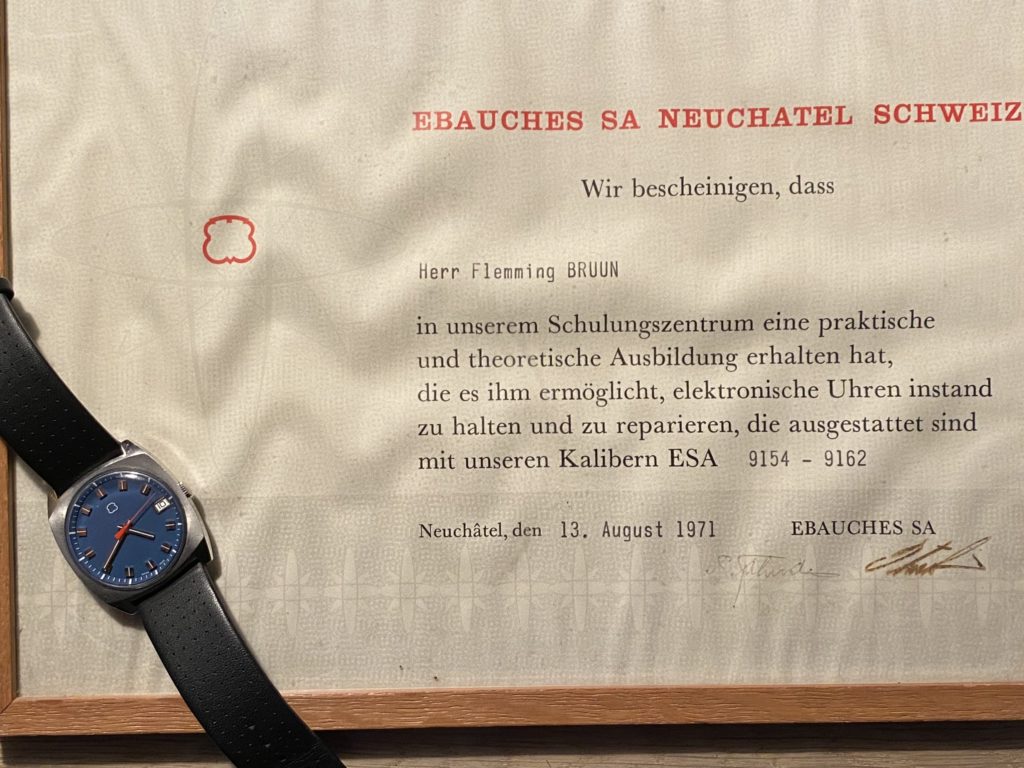 EBAUCHES SA NEUCHATEL SCHWEIZ
Wir bescheinigen, dass
Herr Flemming BRUUN
in unserem Schulungszentrum eine praktische
und theoretische Ausbildung erhalten hat,
die es ihm ermöglicht, elektronische Uhren instand
zu halten und zu reparieren, die ausgestattet sind
mit unseren Kalibern ESA 9154 - 9162
Neuchâtel, den 13. August 1971 EBAUCHES SA